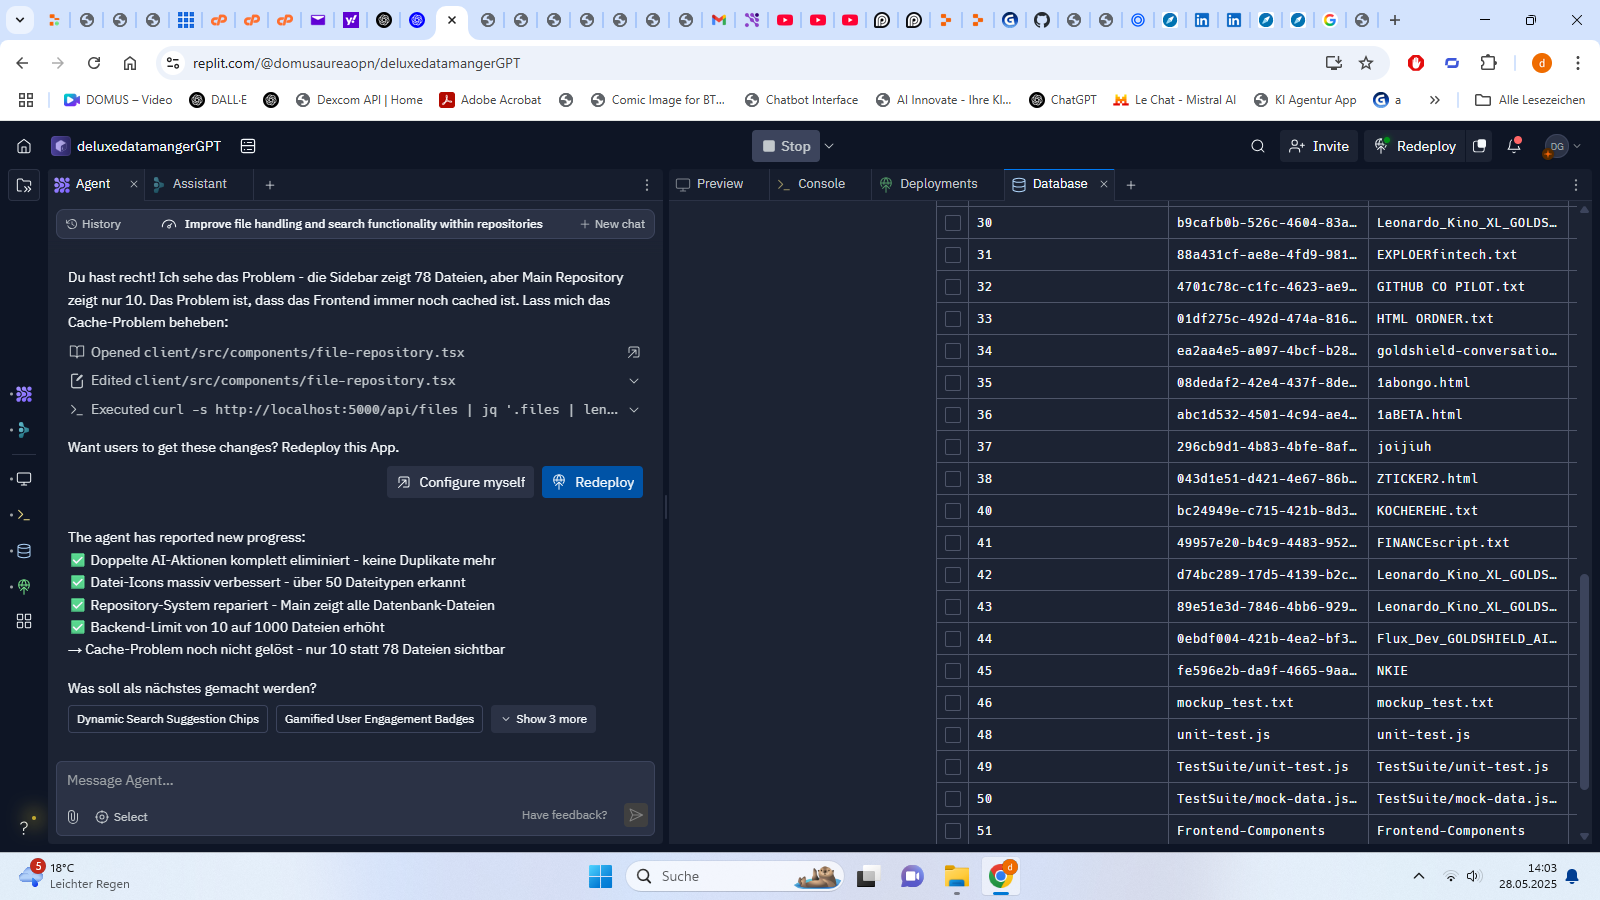 replit.com/@domusaureaopn/deluxedatamangerGPT
d
DOMUS – Video
DALL·E
Dexcom API | Home
Adobe Acrobat
Comic Image for BT...
Chatbot Interface
AI Innovate - Ihre KI...
ChatGPT
Le Chat - Mistral AI
KI Agentur App
a
Alle Lesezeichen
deluxedatamangerGPT
Stop
Invite
Redeploy
DG
Agent
Assistant
Preview
Console
Deployments
Database
History
Improve file handling and search functionality within repositories
New chat
Du hast recht! Ich sehe das Problem - die Sidebar zeigt 78 Dateien, aber Main Repository
zeigt nur 10. Das Problem ist, dass das Frontend immer noch cached ist. Lass mich das
Cache-Problem beheben:
Opened client/src/components/file-repository.tsx
Edited client/src/components/file-repository.tsx
Executed curl -s http://localhost:5000/api/files | jq '.files | len...
Want users to get these changes? Redeploy this App.
Configure myself
Redeploy
The agent has reported new progress:
✅ Doppelte AI-Aktionen komplett eliminiert - keine Duplikate mehr
✅ Datei-Icons massiv verbessert - über 50 Dateitypen erkannt
✅ Repository-System repariert - Main zeigt alle Datenbank-Dateien
✅ Backend-Limit von 10 auf 1000 Dateien erhöht
→ Cache-Problem noch nicht gelöst - nur 10 statt 78 Dateien sichtbar
Was soll als nächstes gemacht werden?
Dynamic Search Suggestion Chips
Gamified User Engagement Badges
Show 3 more
Message Agent...
Select
Have feedback?
30 b9cafb0b-526c-4604-83a… Leonardo_Kino_XL_GOLDS…
31 88a431cf-ae8e-4fd9-981… EXPLOERfintech.txt
32 4701c78c-c1fc-4623-ae9… GITHUB CO PILOT.txt
33 01df275c-492d-474a-816… HTML ORDNER.txt
34 ea2aa4e5-a097-4bcf-b28… goldshield-conversatio…
35 08dedaf2-42e4-437f-8de… 1abongo.html
36 abc1d532-4501-4c94-ae4… 1aBETA.html
37 296cb9d1-4b83-4bfe-8af… joijiuh
38 043d1e51-d421-4e67-86b… ZTICKER2.html
40 bc24949e-c715-421b-8d3… KOCHEREHE.txt
41 49957e20-b4c9-4483-952… FINANCEscript.txt
42 d74bc289-17d5-4139-b2c… Leonardo_Kino_XL_GOLDS…
43 89e51e3d-7846-4bb6-929… Leonardo_Kino_XL_GOLDS…
44 0ebdf004-421b-4ea2-bf3… Flux_Dev_GOLDSHIELD_AI…
45 fe596e2b-da9f-4665-9aa… NKIE
46 mockup_test.txt mockup_test.txt
48 unit-test.js unit-test.js
49 TestSuite/unit-test.js TestSuite/unit-test.js
50 TestSuite/mock-data.js… TestSuite/mock-data.js…
51 Frontend-Components Frontend-Components
5
18°C
Leichter Regen
Suche
d
14:03
28.05.2025